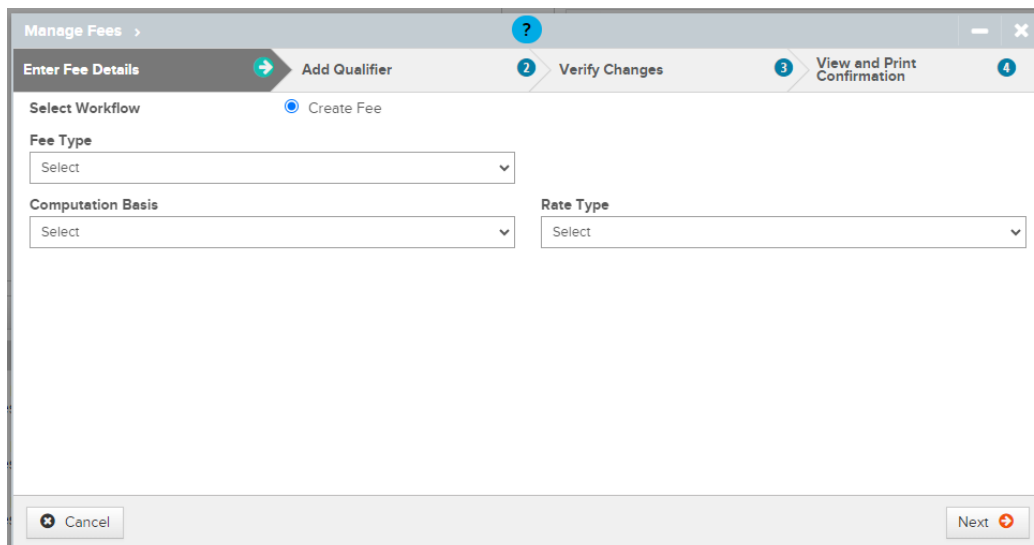 Manage Fees › ?
Enter Fee Details Add Qualifier 2 Verify Changes 3 View and Print Confirmation 4
Select Workflow Create Fee
Fee Type
Select
Computation Basis Rate Type
Select Select
Cancel Next